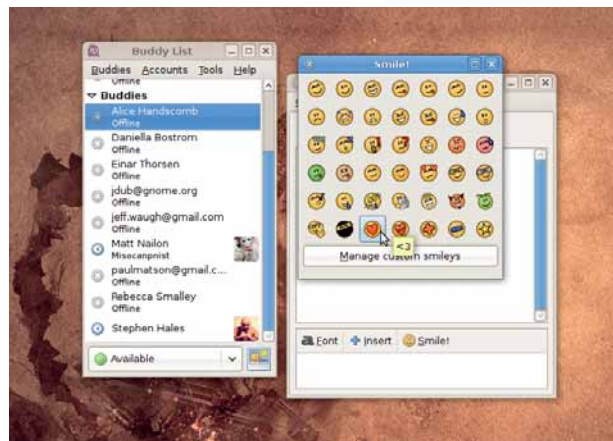 Buddy List
Buddies Accounts Tools Help
Offline
Buddies
Alice Handscomb
Offline
Daniella Bostrom
Offline
Einar Thorsen
Offline
jdub@gnome.org
Offline
jeff.waugh@gmail.com
Offline
Matt Nailon
Misocainpnist
paulmatson@gmail.c...
Offline
Rebecca Smalley
Offline
Stephen Hales
Available
Smile!
<3
Manage custom smileys
Font Insert Smile!